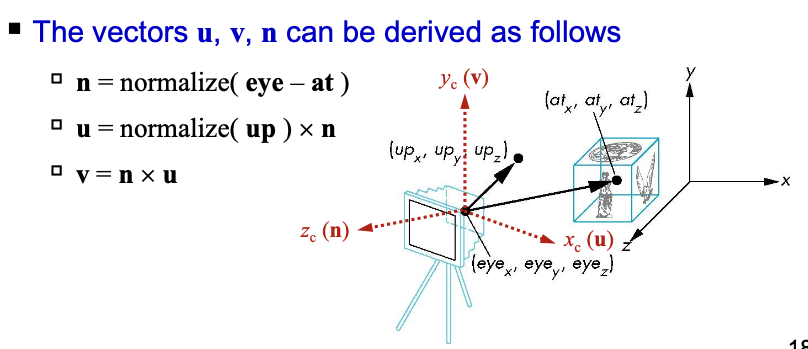 ▪ The vectors u, v, n can be derived as follows
▫ n = normalize( eye – at )
▫ u = normalize( up ) × n
▫ v = n × u
y_c (v)
(at_x, at_y, at_z)
y
(up_x, up_y, up_z)
x
z_c (n)
x_c (u)
z
(eye_x, eye_y, eye_z)